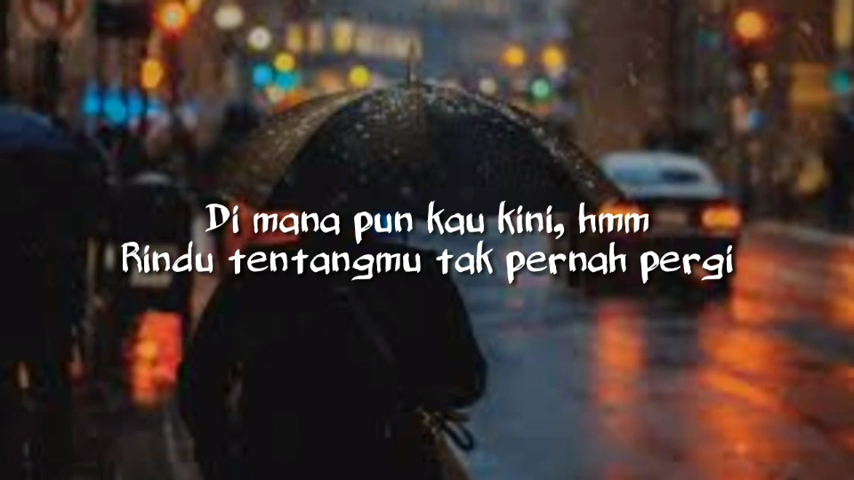 Di mana pun kau kini, hmm
Rindu tentangmu tak pernah pergi